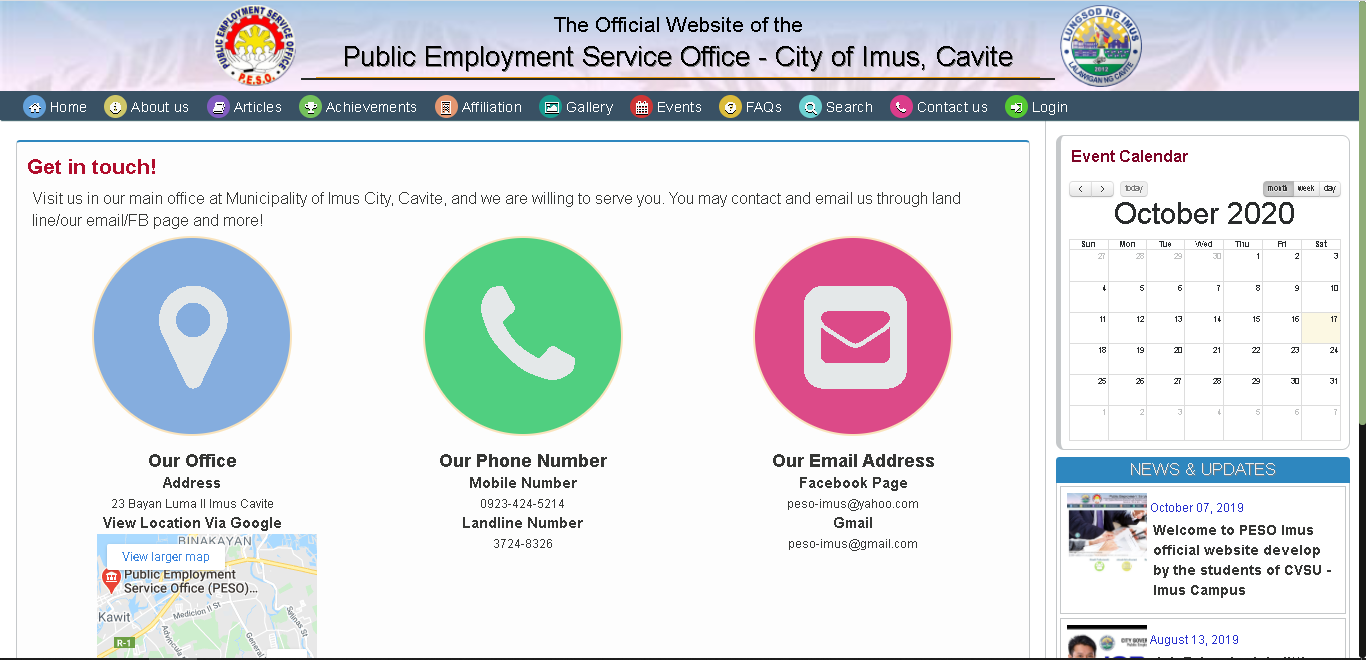 PUBLIC EMPLOYMENT SERVICE OFFICE
P.E.S.O.
The Official Website of the
Public Employment Service Office - City of Imus, Cavite
LUNGSOD NG IMUS
2012
LALAWIGAN NG CAVITE
Home About us Articles Achievements Affiliation Gallery Events FAQs Search Contact us Login
Get in touch!
Visit us in our main office at Municipality of Imus City, Cavite, and we are willing to serve you. You may contact and email us through land
line/our email/FB page and more!
Our Office
Address
23 Bayan Luma II Imus Cavite
View Location Via Google
BINAKAYAN
View larger map
Public Employment
Service Office (PESO)...
Kawit
Medicion II St
R-1
Advincula
General
Satinas St
Our Phone Number
Mobile Number
0923-424-5214
Landline Number
3724-8326
Our Email Address
Facebook Page
peso-imus@yahoo.com
Gmail
peso-imus@gmail.com
Event Calendar
today
month week day
October 2020
Sun Mon Tue Wed Thu Fri Sat
27 28 29 30 1 2 3
4 5 6 7 8 9 10
11 12 13 14 15 16 17
18 19 20 21 22 23 24
25 26 27 28 29 30 31
1 2 3 4 5 6 7
NEWS & UPDATES
October 07, 2019
Welcome to PESO Imus
official website develop
by the students of CVSU -
Imus Campus
August 13, 2019